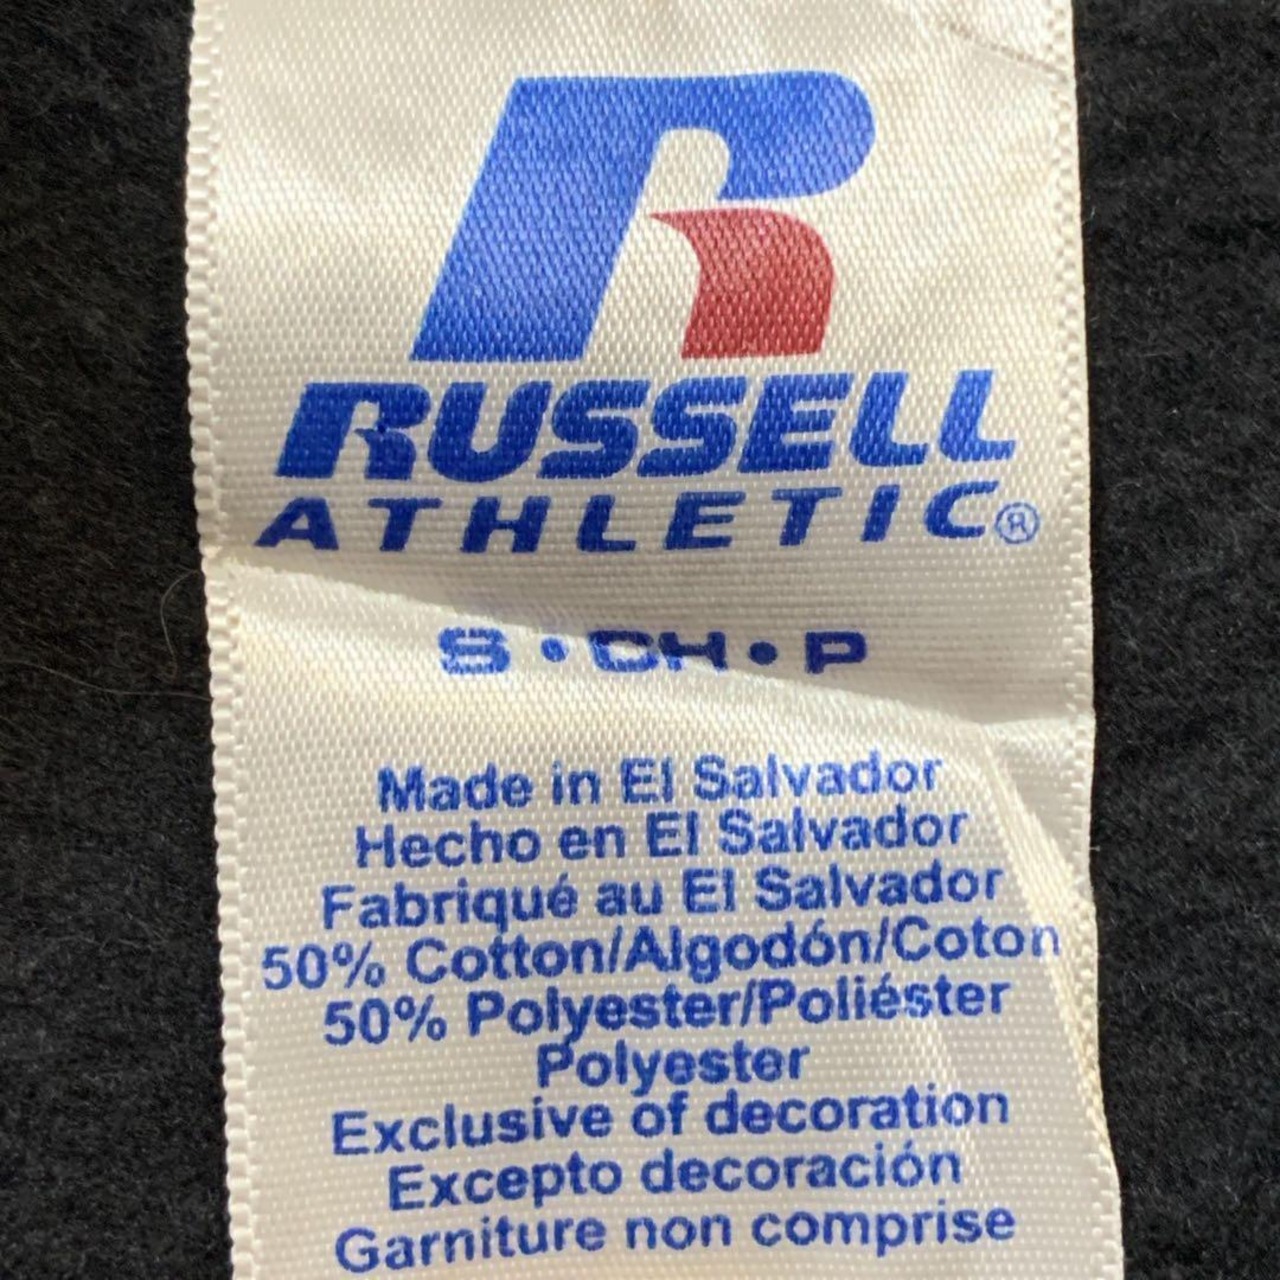 RUSSELL
ATHLETIC®
S • CH • P
Made in El Salvador
Hecho en El Salvador
Fabriqué au El Salvador
50% Cotton/Algodón/Coton
50% Polyester/Poliéster
Polyester
Exclusive of decoration
Excepto decoración
Garniture non comprise